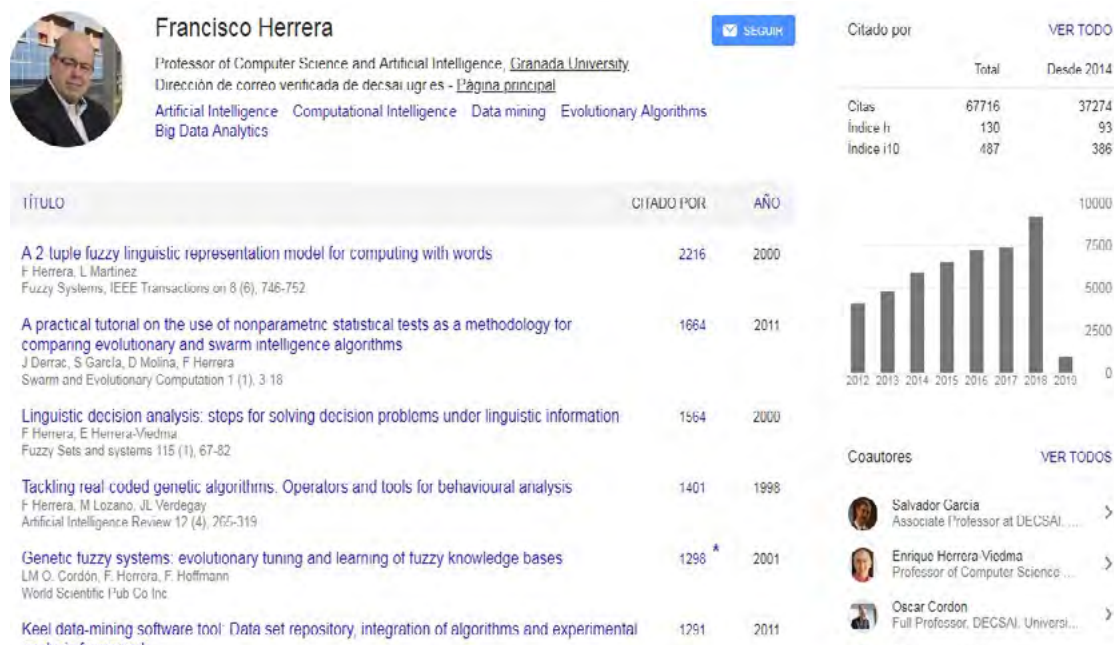 Francisco Herrera
SEGUIR
Professor of Computer Science and Artificial Intelligence, Granada University
Dirección de correo verificada de decsai.ugr.es - Página principal
Artificial Intelligence Computational Intelligence Data mining Evolutionary Algorithms
Big Data Analytics
TÍTULO CITADO POR AÑO
A 2-tuple fuzzy linguistic representation model for computing with words 2216 2000
F Herrera, L Martinez
Fuzzy Systems, IEEE Transactions on 8 (6), 746-752
A practical tutorial on the use of nonparametric statistical tests as a methodology for
comparing evolutionary and swarm intelligence algorithms 1664 2011
J Derrac, S García, D Molina, F Herrera
Swarm and Evolutionary Computation 1 (1), 3-18
Linguistic decision analysis: steps for solving decision problems under linguistic information 1564 2000
F Herrera, E Herrera-Viedma
Fuzzy Sets and systems 115 (1), 67-82
Tackling real-coded genetic algorithms: Operators and tools for behavioural analysis 1401 1998
F Herrera, M Lozano, JL Verdegay
Artificial Intelligence Review 12 (4), 265-319
Genetic fuzzy systems: evolutionary tuning and learning of fuzzy knowledge bases 1298 * 2001
LM O. Cordón, F. Herrera, F. Hoffmann
World Scientific Pub Co Inc
Keel data-mining software tool: Data set repository, integration of algorithms and experimental 1291 2011
Citado por VER TODO
Total Desde 2014
Citas 67716 37274
Índice h 130 93
Índice i10 487 386
10000
7500
5000
2500
0
2012 2013 2014 2015 2016 2017 2018 2019
Coautores VER TODOS
Salvador García
Associate Professor at DECSAI, ...
Enrique Herrera-Viedma
Professor of Computer Science ...
Oscar Cordon
Full Professor, DECSAI, Universi...